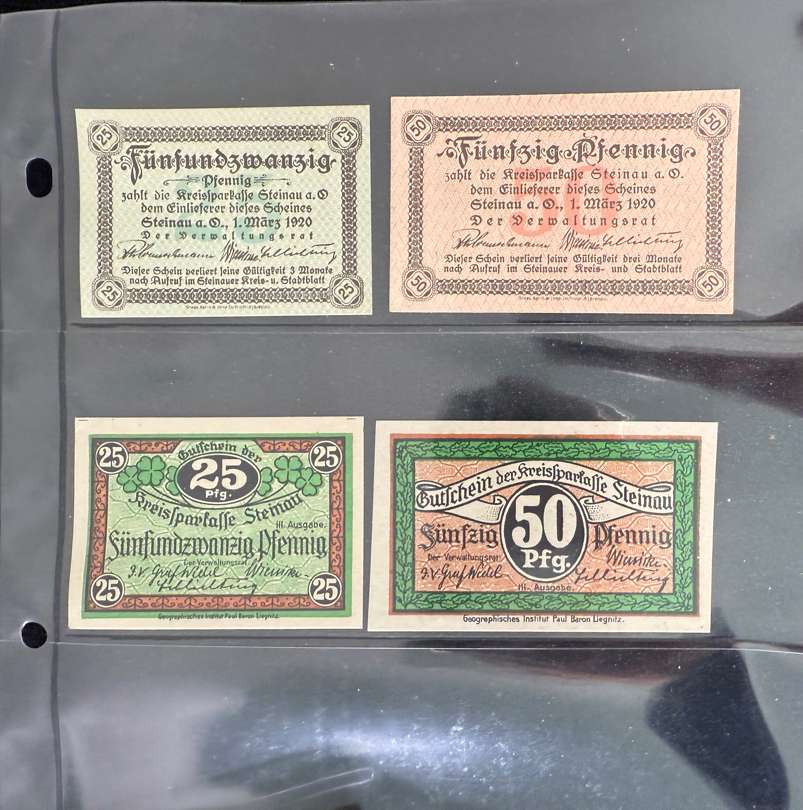 25 25
Fünfundzwanzig
Pfennig
zahlt die Kreissparkasse Steinau a. O
dem Einlieferer dieses Scheines
Steinau a. O., 1. März 1920
Der Verwaltungsrat
Dieser Schein verliert seine Gültigkeit 3 Monate
nach Aufruf im Steinauer Kreis- u. Stadtblatt
25 25
50 50
Fünfzig Pfennig
zahlt die Kreissparkasse Steinau a. O.
dem Einlieferer dieses Scheines
Steinau a. O., 1. März 1920
Der Verwaltungsrat
Dieser Schein verliert seine Gültigkeit drei Monate
nach Aufruf im Steinauer Kreis- und Stadtblatt
50 50
25 25
Gutschein der
25
Pfg.
Kreissparkasse Steinau
III. Ausgabe.
Fünfundzwanzig Pfennig
Der Verwaltungsrat
I.V. Graf Wedel
25 25
Geographisches Institut Paul Baron Liegnitz.
Gutschein der Kreissparkasse Steinau
Fünfzig 50 Pfennig
Pfg.
Der Verwaltungsrat
I.V. Graf Wedel
III. Ausgabe.
Geographisches Institut Paul Baron Liegnitz.